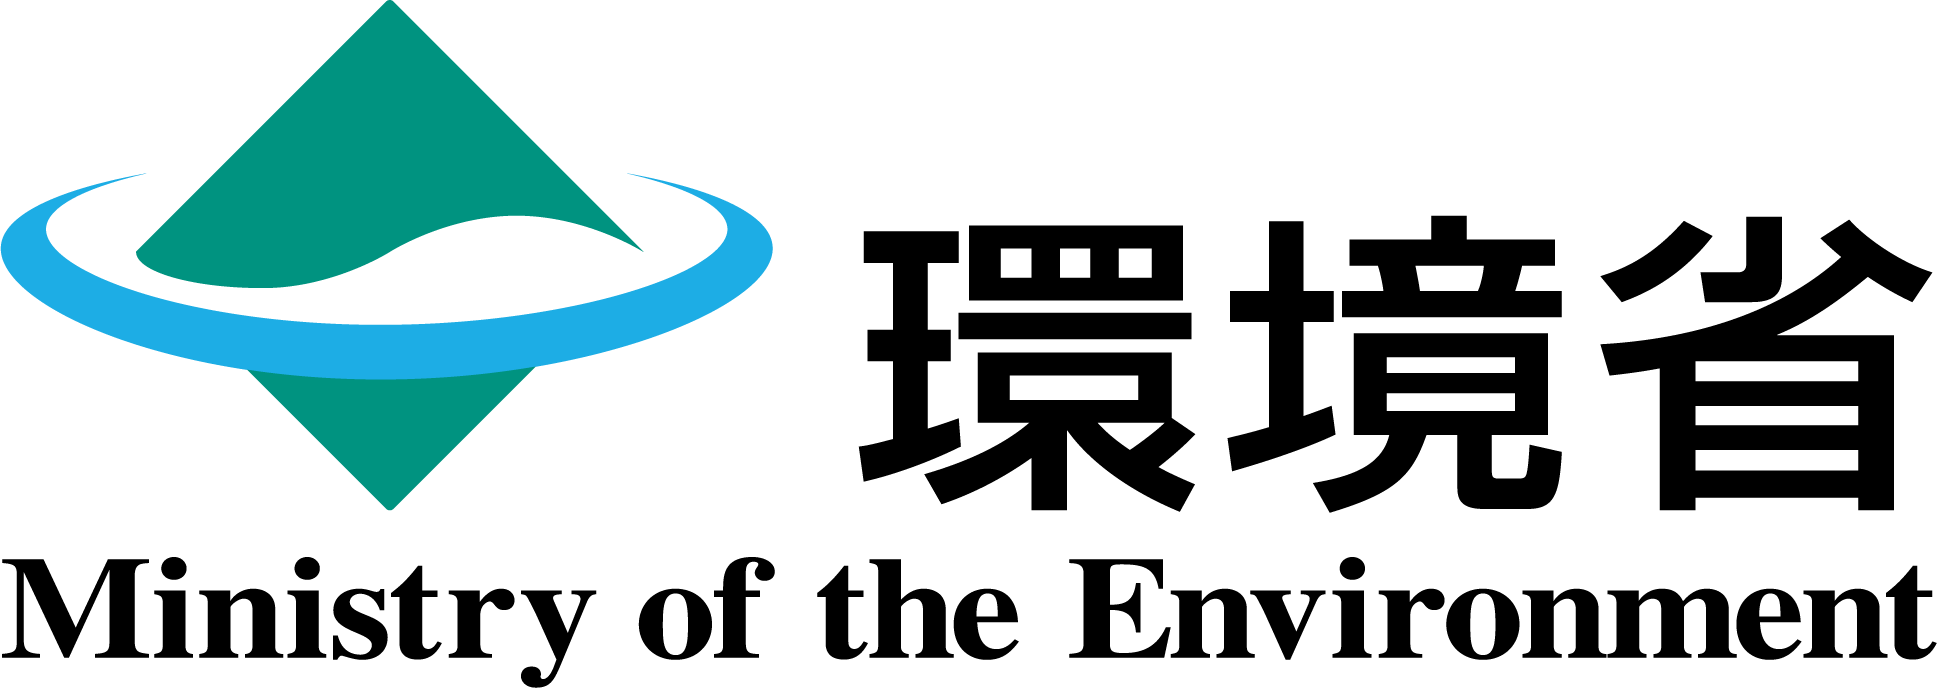 環境省
Ministry of the Environment